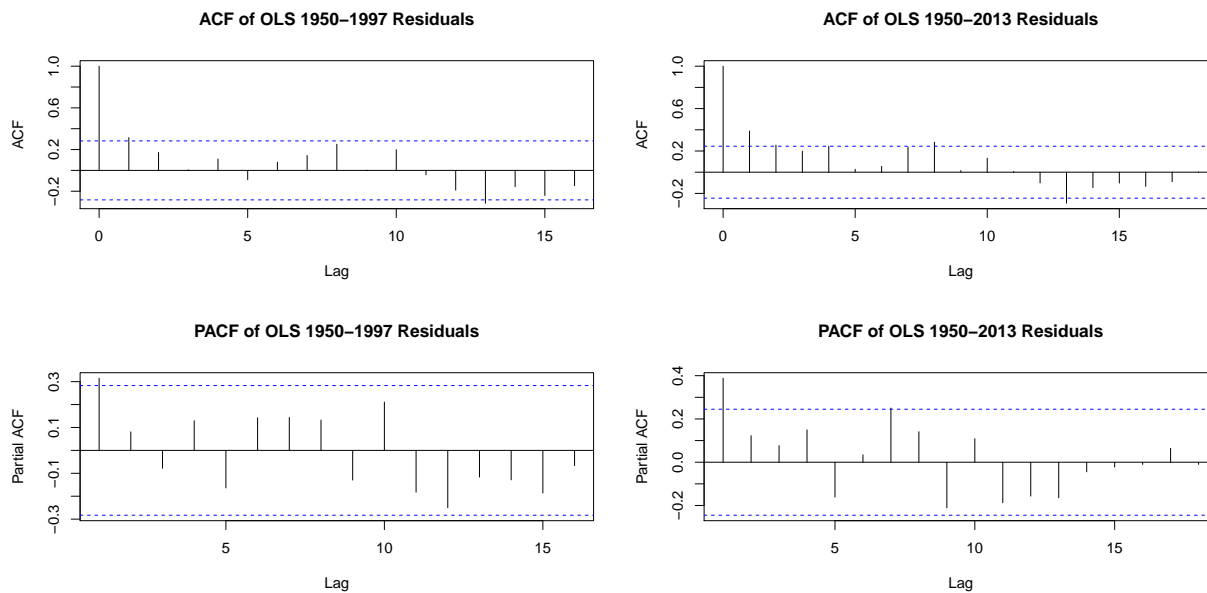 ACF of OLS 1950−1997 Residuals
ACF
1.0
0.6
0.2
−0.2
0 5 10 15
Lag
ACF of OLS 1950−2013 Residuals
ACF
1.0
0.6
0.2
−0.2
0 5 10 15
Lag
PACF of OLS 1950−1997 Residuals
Partial ACF
0.3
0.1
−0.1
−0.3
5 10 15
Lag
PACF of OLS 1950−2013 Residuals
Partial ACF
0.4
0.2
0.0
−0.2
5 10 15
Lag